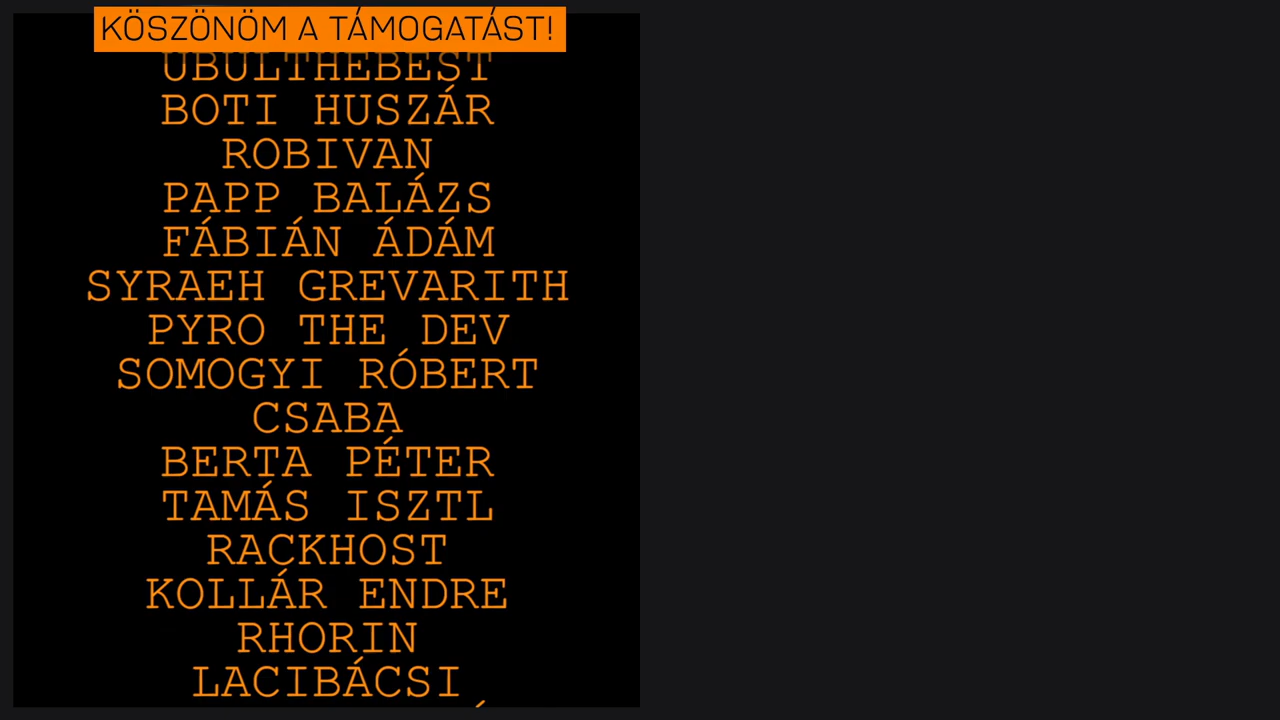 KÖSZÖNÖM A TÁMOGATÁST!
UBULTHEBEST
BOTI HUSZÁR
ROBIVAN
PAPP BALÁZS
FÁBIÁN ÁDÁM
SYRAEH GREVARITH
PYRO THE DEV
SOMOGYI RÓBERT
CSABA
BERTA PÉTER
TAMÁS ISZTL
RACKHOST
KOLLÁR ENDRE
RHORIN
LACIBÁCSI